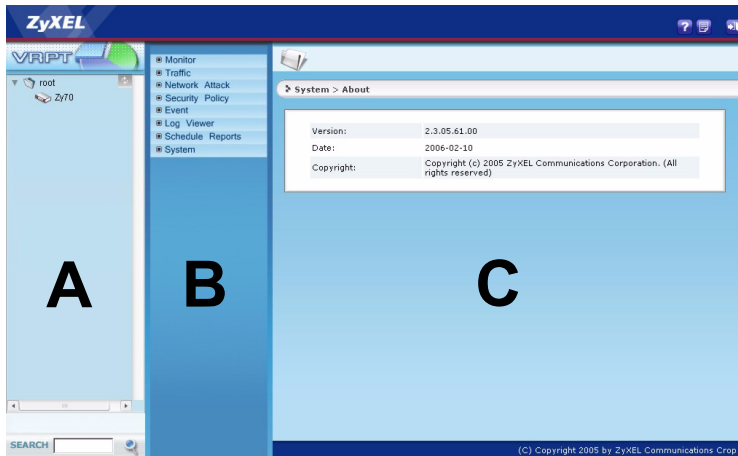 ZyXEL
VRPT
root
Zy70
Monitor
Traffic
Network Attack
Security Policy
Event
Log Viewer
Schedule Reports
System
System > About
Version: 2.3.05.61.00
Date: 2006-02-10
Copyright: Copyright (c) 2005 ZyXEL Communications Corporation. (All
rights reserved)
A B C
SEARCH
(C) Copyright 2005 by ZyXEL Communications Crop